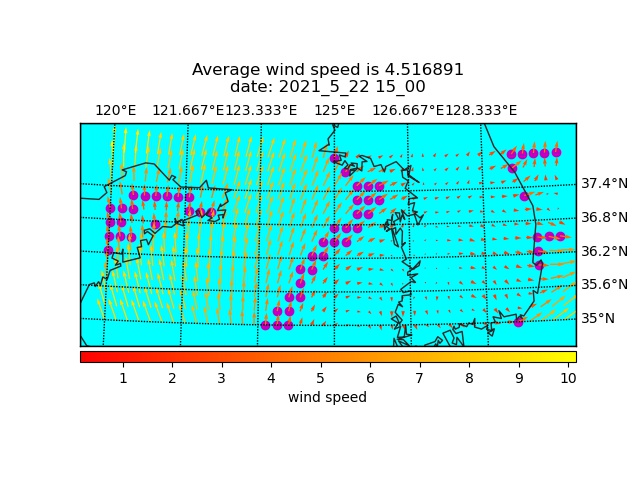 Average wind speed is 4.516891
date: 2021_5_22 15_00
120°E 121.667°E 123.333°E 125°E 126.667°E 128.333°E
37.4°N
36.8°N
36.2°N
35.6°N
35°N
1 2 3 4 5 6 7 8 9 10
wind speed